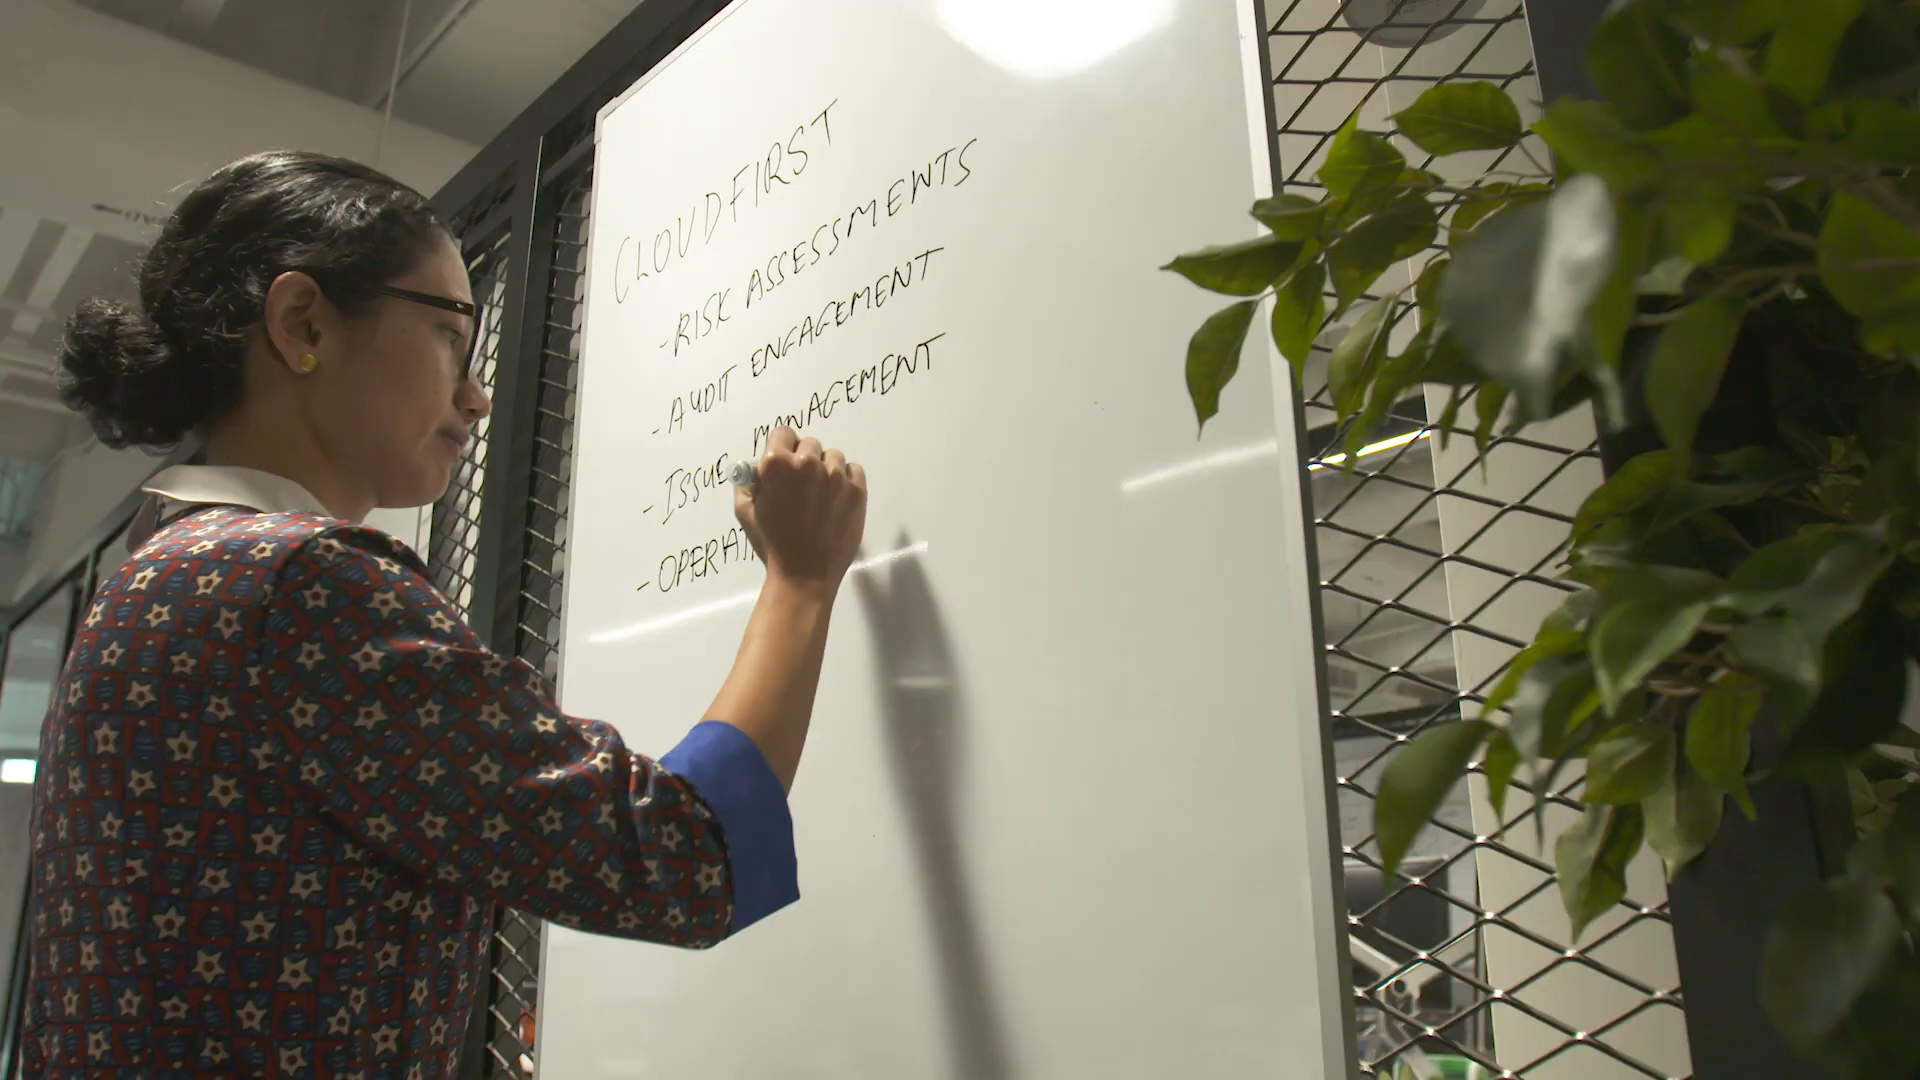 CLOUDFIRST
- RISK ASSESSMENTS
- AUDIT ENGAGEMENT
- ISSUE MANAGEMENT
- OPERAT